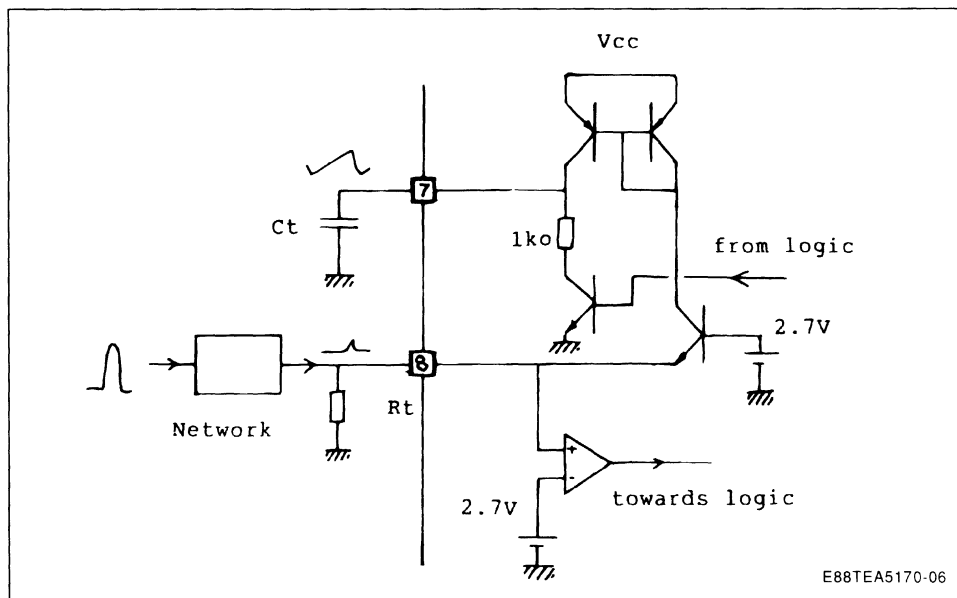 Vcc
7
Ct
1ko
from logic
2.7V
8
Rt
Network
+
-
2.7V
towards logic
E88TEA5170-06